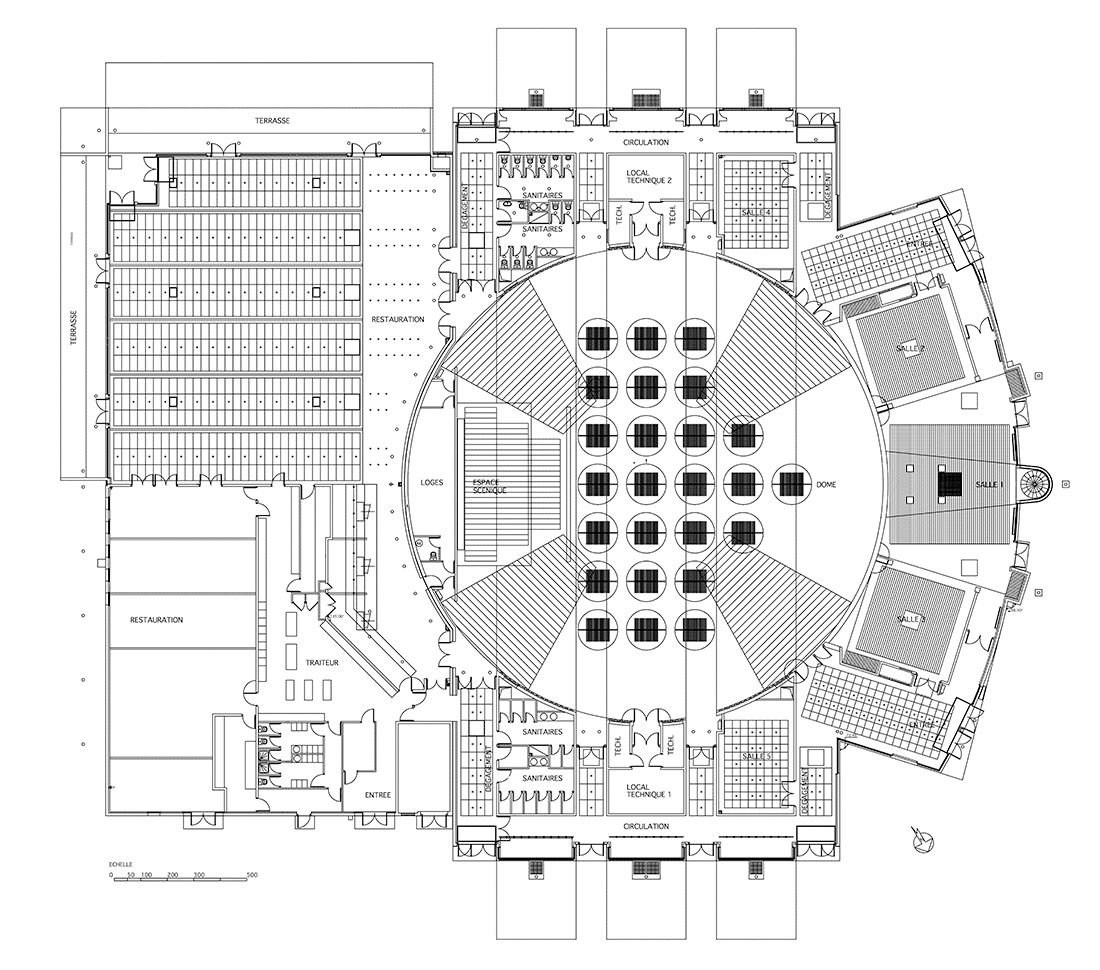 TERRASSE
CIRCULATION
LOCAL
TECHNIQUE 2
SANITAIRES
SANITAIRES
DEGAGEMENT
TECH.
TECH.
SALLE 4
DEGAGEMENT
ENTREE
TERRASSE
RESTAURATION
SALLE 2
LOGES
ESPACE
SCENIQUE
DOME
SALLE 1
RESTAURATION
TRAITEUR
SALLE 3
ENTREE
SANITAIRES
SANITAIRES
DEGAGEMENT
TECH.
TECH.
SALLE 5
DEGAGEMENT
LOCAL
TECHNIQUE 1
ENTREE
CIRCULATION
ECHELLE
0 50 100 200 300 500